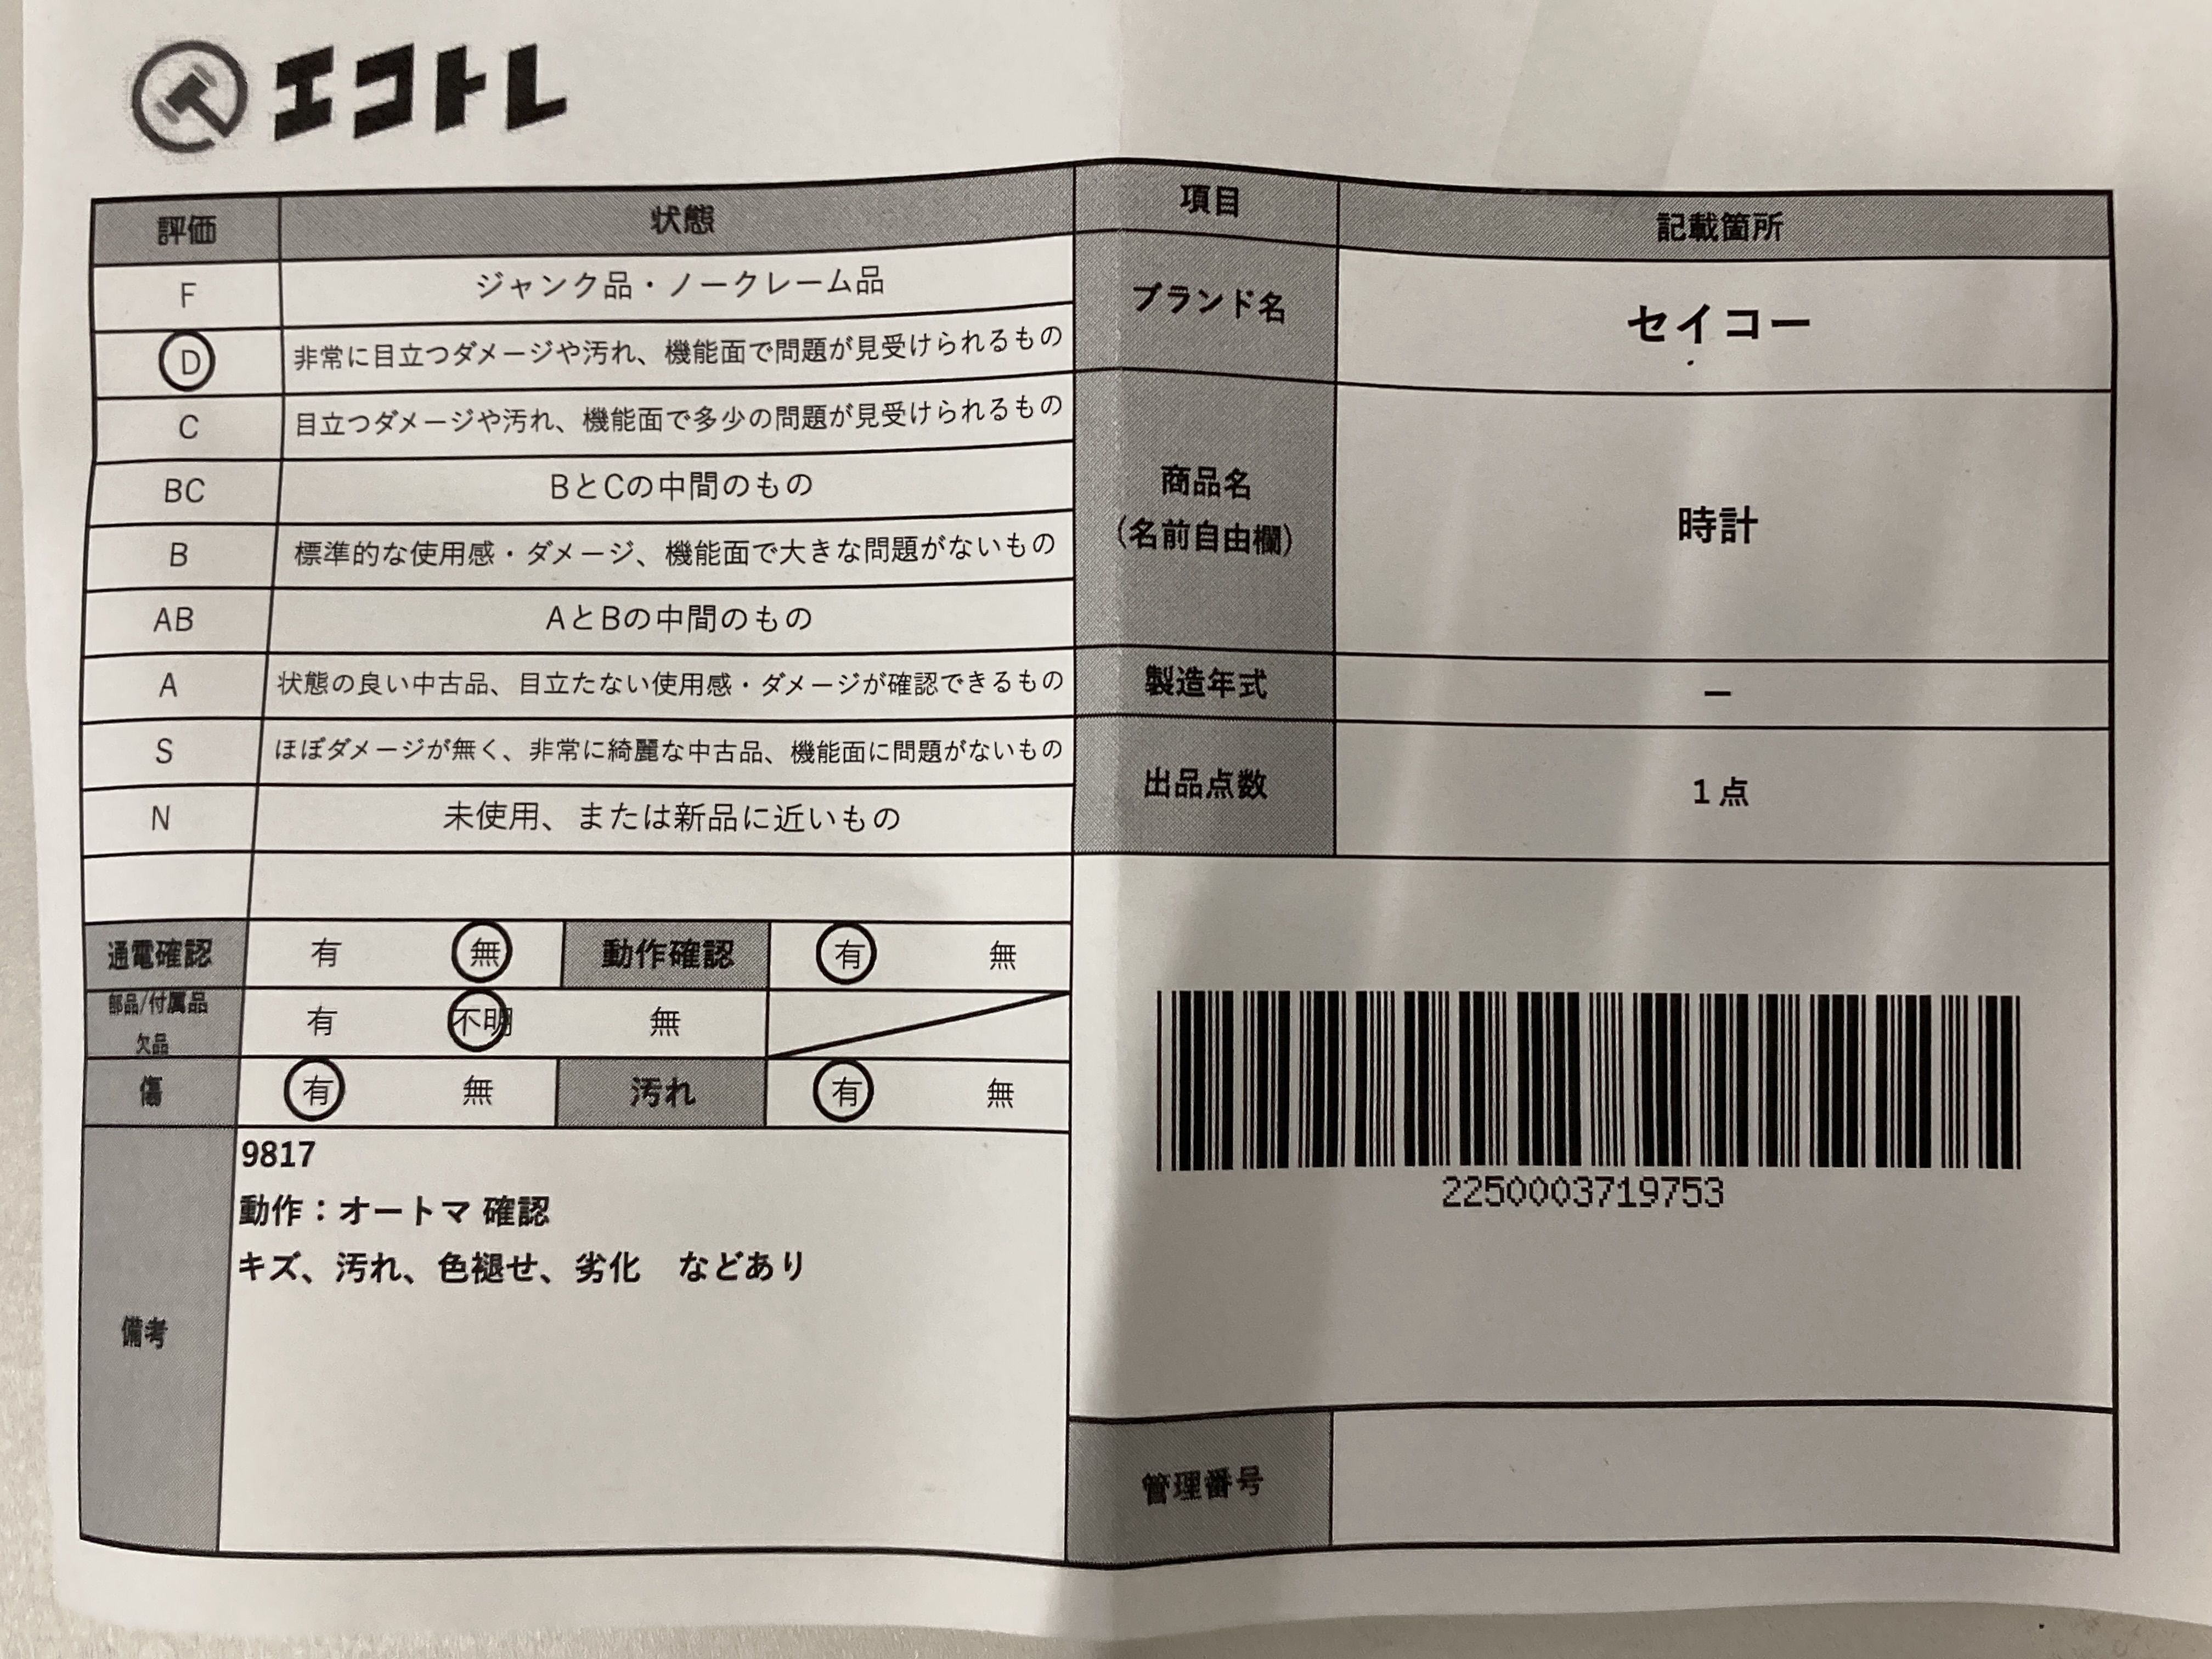 エコトレ
評価 状態
F ジャンク品・ノークレーム品
D 非常に目立つダメージや汚れ、機能面で問題が見受けられるもの
C 目立つダメージや汚れ、機能面で多少の問題が見受けられるもの
BC BとCの中間のもの
B 標準的な使用感・ダメージ、機能面で大きな問題がないもの
AB AとBの中間のもの
A 状態の良い中古品、目立たない使用感・ダメージが確認できるもの
S ほぼダメージが無く、非常に綺麗な中古品、機能面に問題がないもの
N 未使用、または新品に近いもの
通電確認 有 無 動作確認 有 無
部品/付属品
欠品
有 不明 無
傷 有 無 汚れ 有 無
備考
9817
動作：オートマ 確認
キズ、汚れ、色褪せ、劣化　などあり
項目 記載箇所
ブランド名 セイコー
商品名
（名前自由欄）
時計
製造年式 ー
出品点数 1点
2250003719753
管理番号